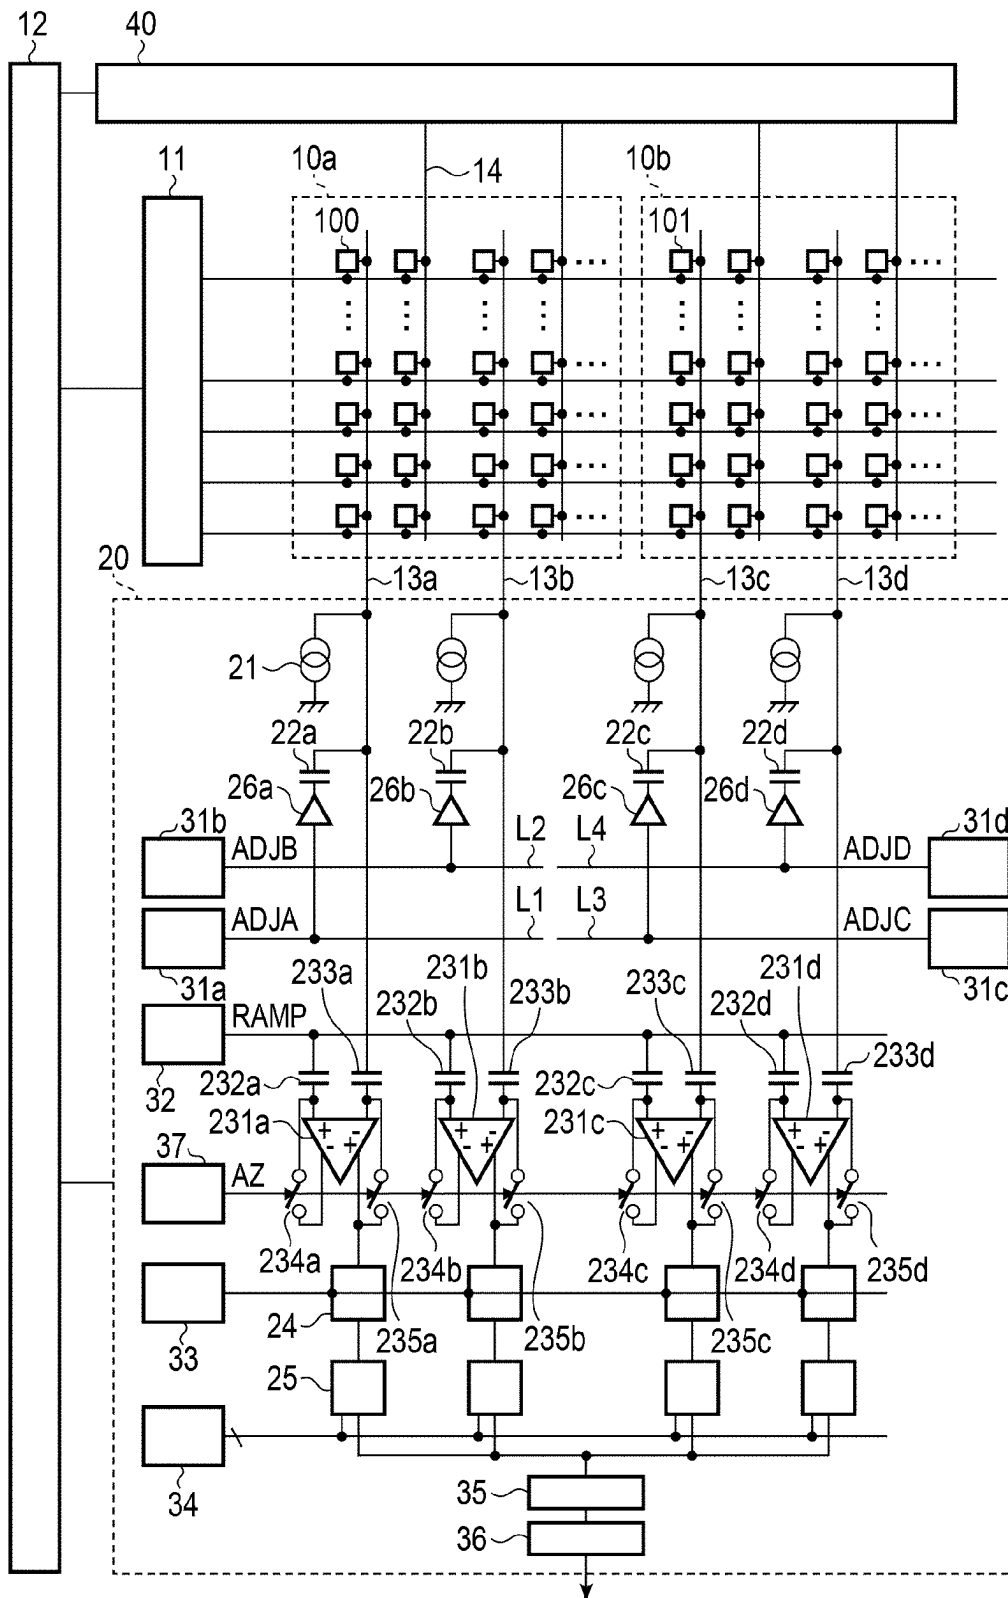 12
40
10a
10b
11
14
100
101
20
13a
13b
13c
13d
21
22a
22b
22c
22d
26a
26b
26c
26d
31b
ADJB
L2
L4
ADJD
31d
ADJA
L1
L3
ADJC
31a
233a
232b
231b
233b
233c
232d
231d
31c
RAMP
32
232a
232c
233d
231a
231c
+ - + -
+ - + -
+ - + -
+ - + -
37
AZ
234a
234b
234c
234d
235d
24
235a
235b
235c
33
25
34
35
36